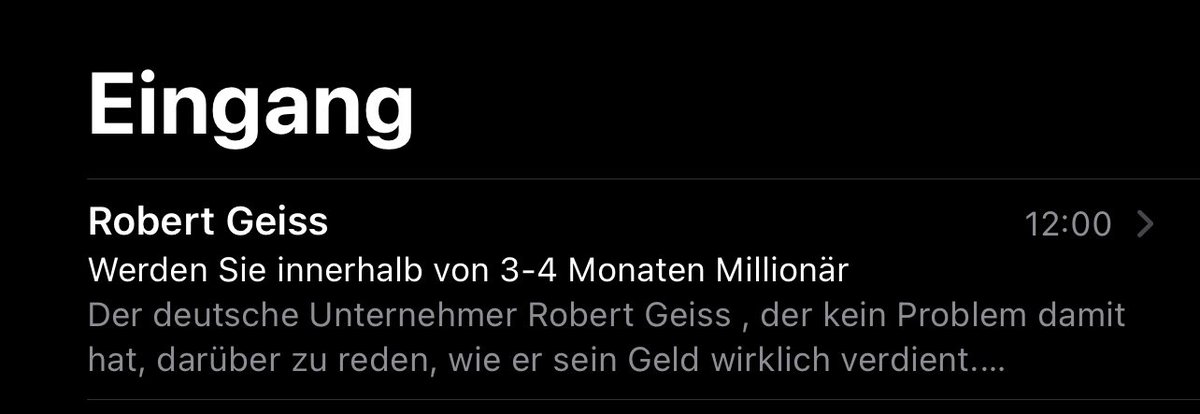 Eingang
Robert Geiss 12:00
Werden Sie innerhalb von 3-4 Monaten Millionär
Der deutsche Unternehmer Robert Geiss , der kein Problem damit
hat, darüber zu reden, wie er sein Geld wirklich verdient....